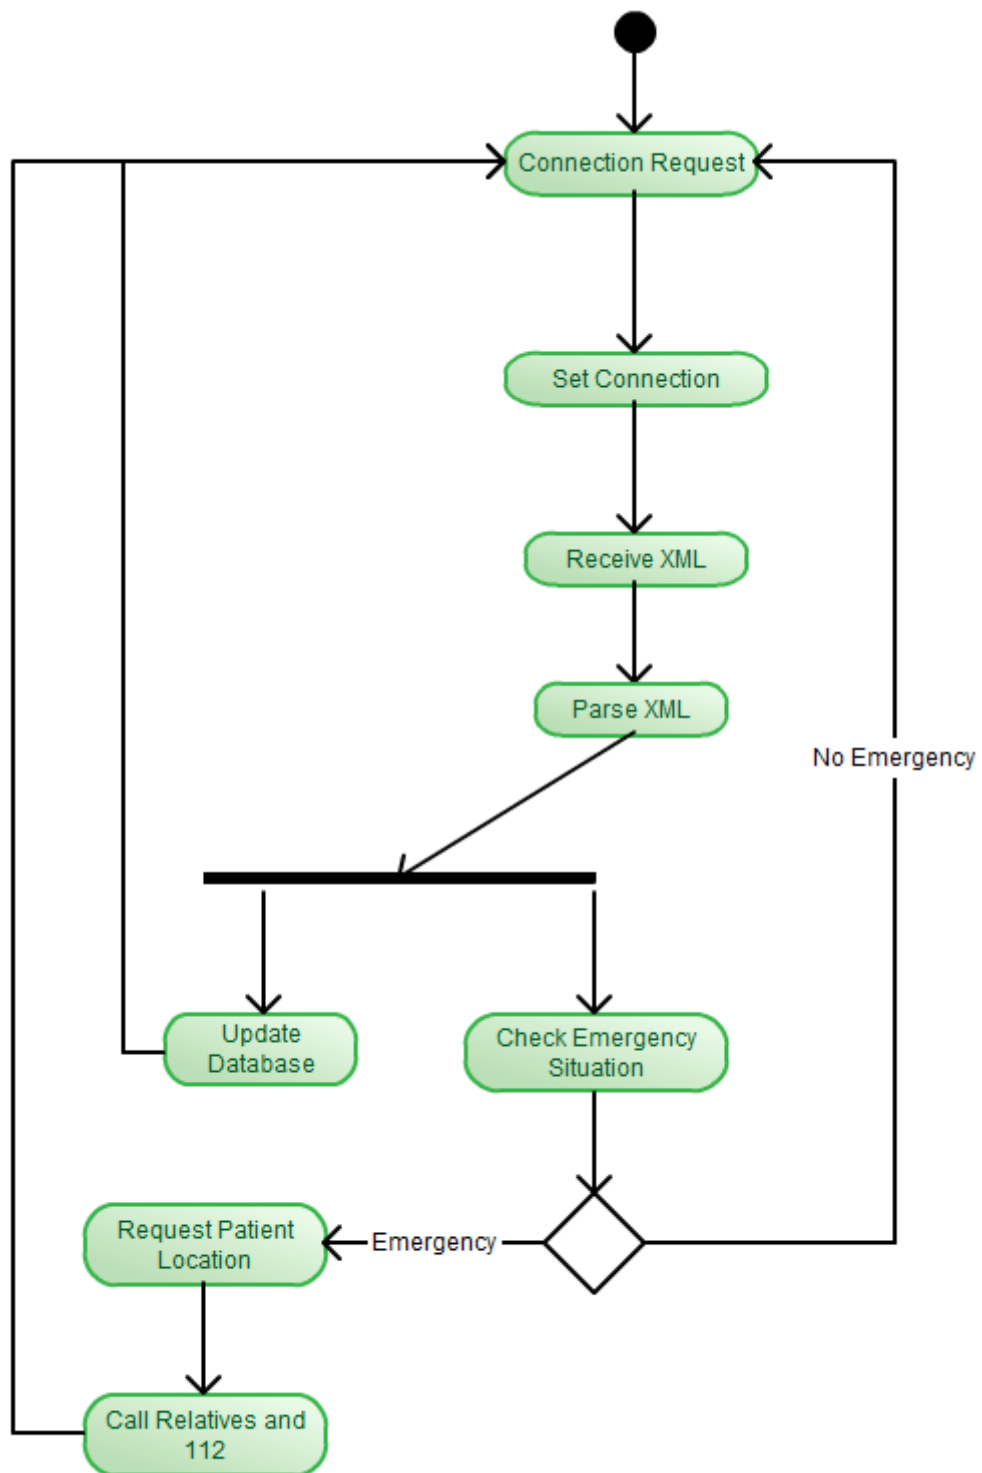 Connection Request
Set Connection
Receive XML
Parse XML
No Emergency
Update
Database
Check Emergency
Situation
Request Patient
Location
Emergency
Call Relatives and
112